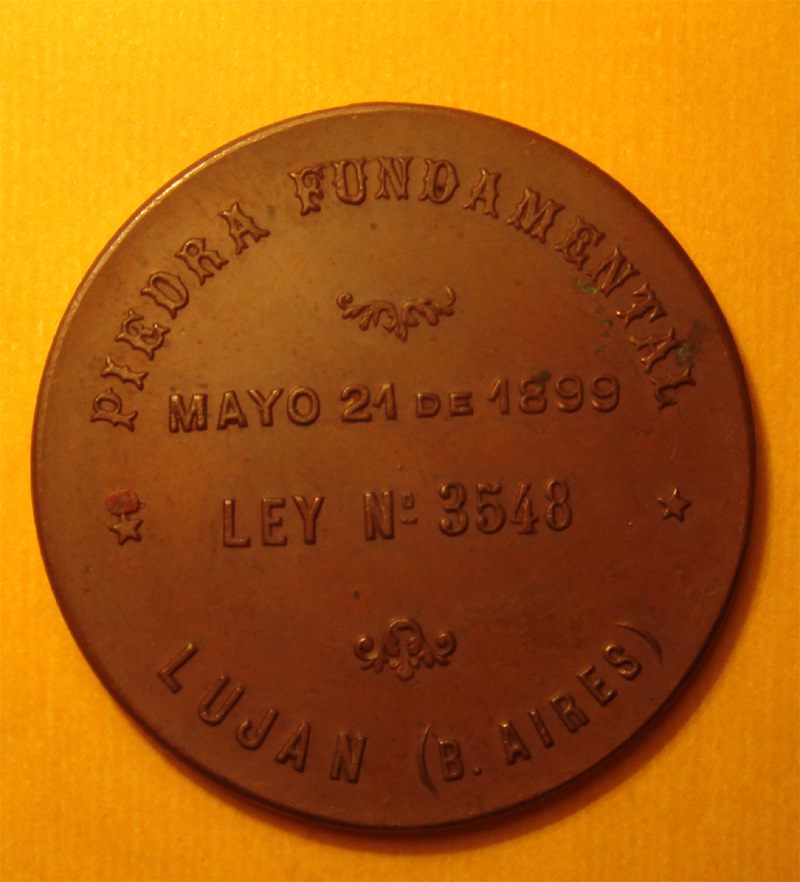 PIEDRA FUNDAMENTAL
MAYO 21 DE 1899
LEY Nº 3548
LUJAN (B. AIRES)